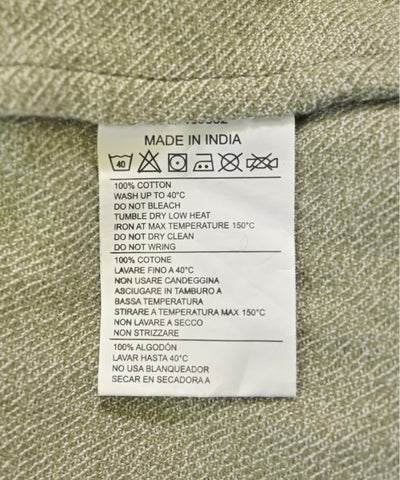 MADE IN INDIA
40
100% COTTON
WASH UP TO 40°C
DO NOT BLEACH
TUMBLE DRY LOW HEAT
IRON AT MAX TEMPERATURE 150°C
DO NOT DRY CLEAN
DO NOT WRING
100% COTONE
LAVARE FINO A 40°C
NON USARE CANDEGGINA
ASCIUGARE IN TAMBURO A
BASSA TEMPERATURA
STIRARE A TEMPERATURA MAX 150°C
NON LAVARE A SECCO
NON STRIZZARE
100% ALGODÓN
LAVAR HASTA 40°C
NO USA BLANQUEADOR
SECAR EN SECADORA A